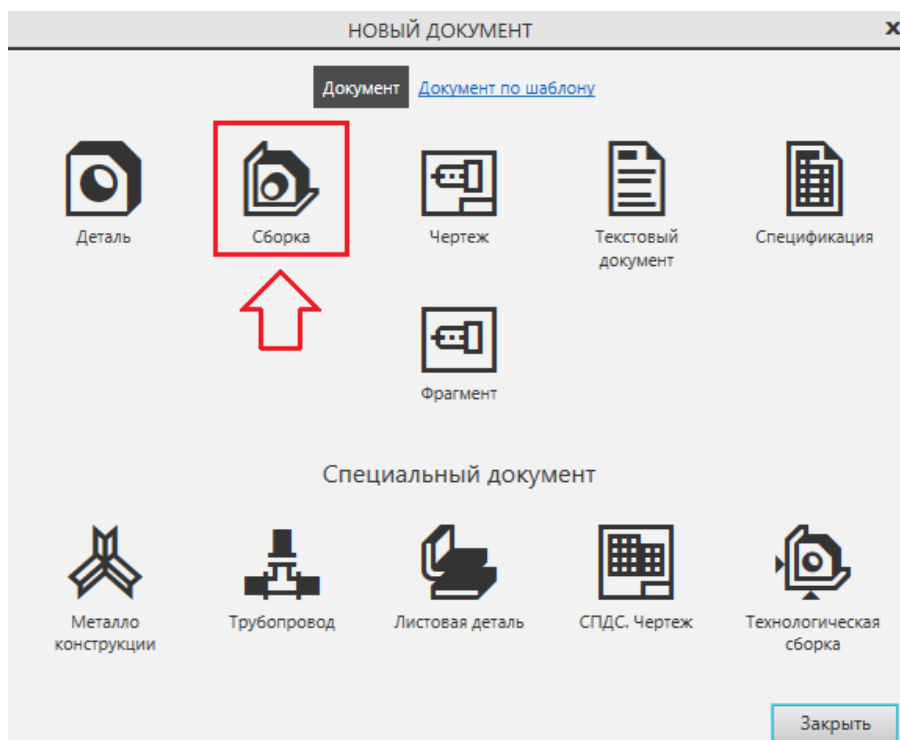 НОВЫЙ ДОКУМЕНТ
x
Документ Документ по шаблону
Деталь
Сборка
Чертеж
Текстовый
документ
Спецификация
Фрагмент
Специальный документ
Металло
конструкции
Трубопровод
Листовая деталь
СПДС. Чертеж
Технологическая
сборка
Закрыть